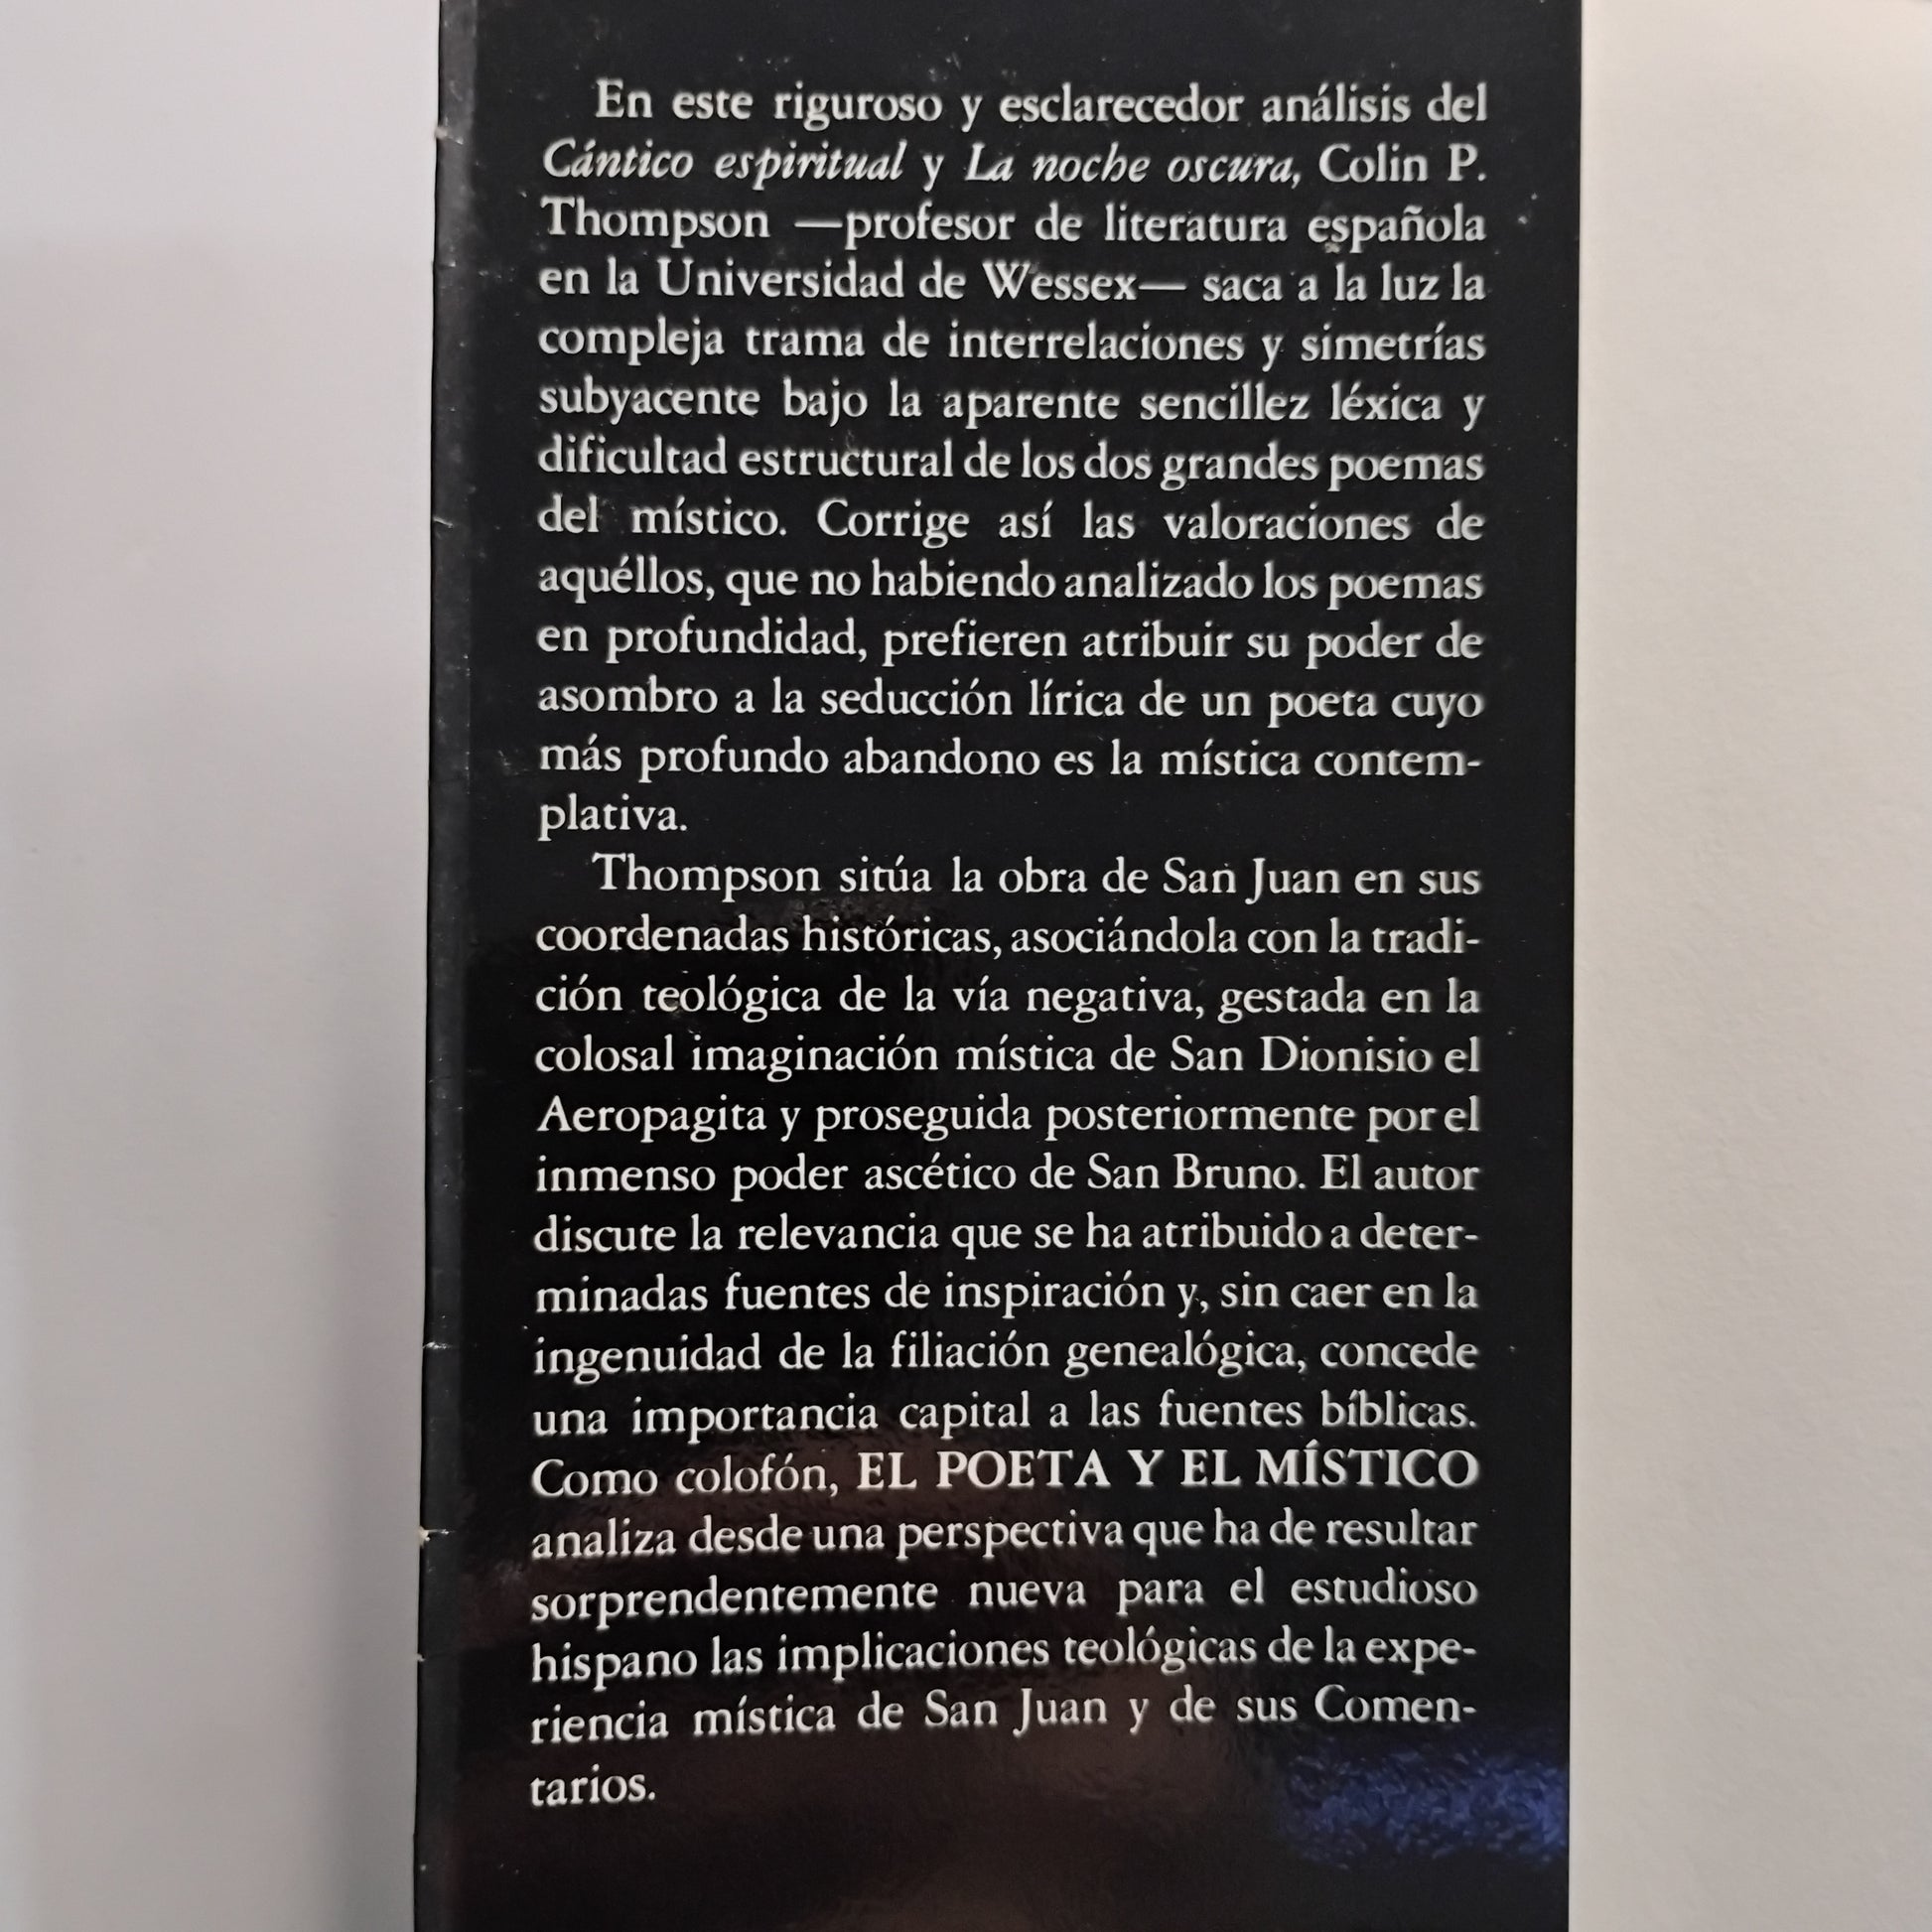 En este riguroso y esclarecedor análisis del
Cántico espiritual y La noche oscura, Colin P.
Thompson —profesor de literatura española
en la Universidad de Wessex— saca a la luz la
compleja trama de interrelaciones y simetrías
subyacente bajo la aparente sencillez léxica y
dificultad estructural de los dos grandes poemas
del místico. Corrige así las valoraciones de
aquéllos, que no habiendo analizado los poemas
en profundidad, prefieren atribuir su poder de
asombro a la seducción lírica de un poeta cuyo
más profundo abandono es la mística contem-
plativa.
Thompson sitúa la obra de San Juan en sus
coordenadas históricas, asociándola con la tradi-
ción teológica de la vía negativa, gestada en la
colosal imaginación mística de San Dionisio el
Aeropagita y proseguida posteriormente por el
inmenso poder ascético de San Bruno. El autor
discute la relevancia que se ha atribuido a deter-
minadas fuentes de inspiración y, sin caer en la
ingenuidad de la filiación genealógica, concede
una importancia capital a las fuentes bíblicas.
Como colofón, EL POETA Y EL MÍSTICO
analiza desde una perspectiva que ha de resultar
sorprendentemente nueva para el estudioso
hispano las implicaciones teológicas de la expe-
riencia mística de San Juan y de sus Comen-
tarios.